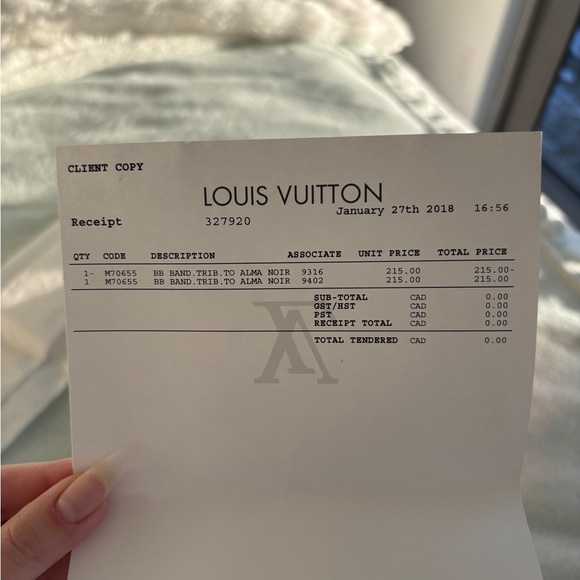 CLIENT COPY
LOUIS VUITTON
January 27th 2018 16:56
Receipt 327920
QTY CODE DESCRIPTION ASSOCIATE UNIT PRICE TOTAL PRICE
1- M70655 BB BAND.TRIB.TO ALMA NOIR 9316 215.00 215.00-
1 M70655 BB BAND.TRIB.TO ALMA NOIR 9402 215.00 215.00
SUB-TOTAL CAD 0.00
GST/HST CAD 0.00
PST CAD 0.00
RECEIPT TOTAL CAD 0.00
TOTAL TENDERED CAD 0.00
LV